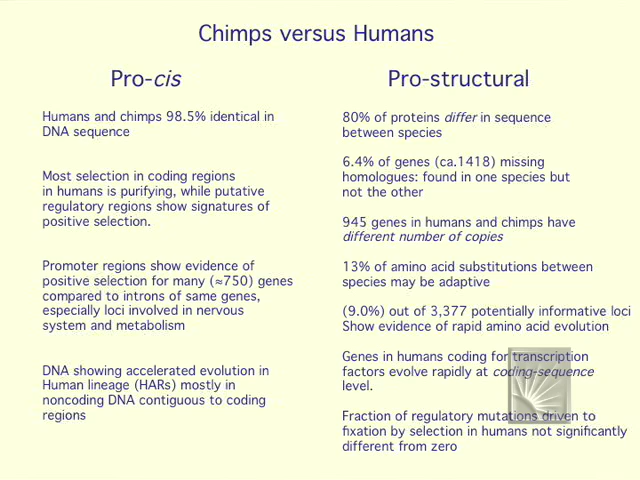 Chimps versus Humans
Pro-cis
Humans and chimps 98.5% identical in
DNA sequence
Most selection in coding regions
in humans is purifying, while putative
regulatory regions show signatures of
positive selection.
Promoter regions show evidence of
positive selection for many (≈750) genes
compared to introns of same genes,
especially loci involved in nervous
system and metabolism
DNA showing accelerated evolution in
Human lineage (HARs) mostly in
noncoding DNA contiguous to coding
regions
Pro-structural
80% of proteins differ in sequence
between species
6.4% of genes (ca.1418) missing
homologues: found in one species but
not the other
945 genes in humans and chimps have
different number of copies
13% of amino acid substitutions between
species may be adaptive
(9.0%) out of 3,377 potentially informative loci
Show evidence of rapid amino acid evolution
Genes in humans coding for transcription
factors evolve rapidly at coding-sequence
level.
Fraction of regulatory mutations driven to
fixation by selection in humans not significantly
different from zero